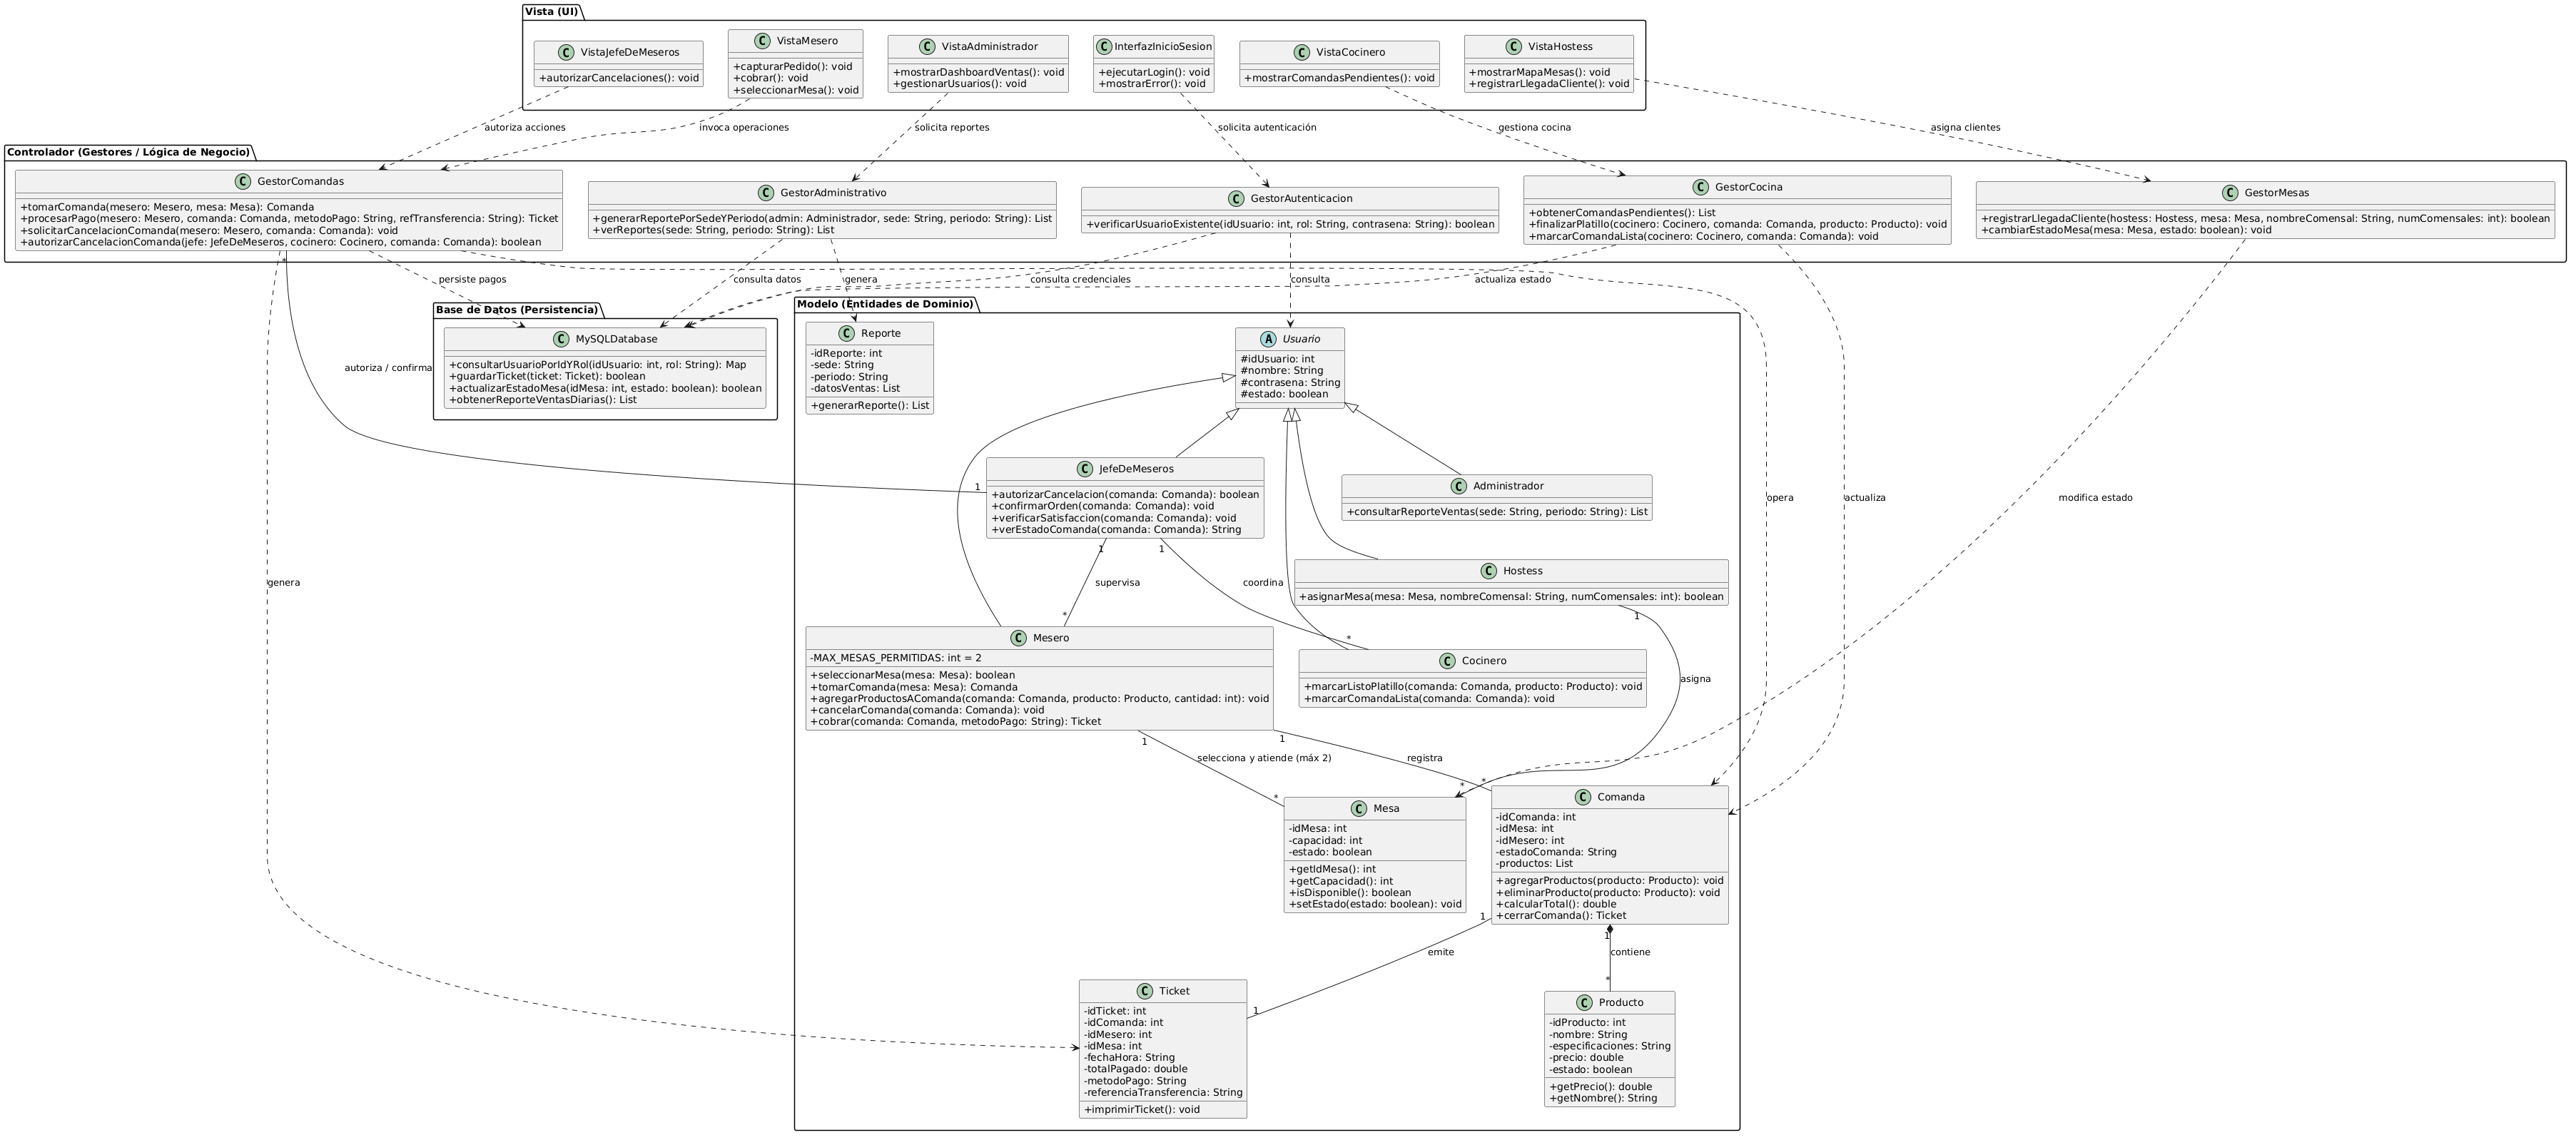 Vista (UI)
VistaJefeDeMeseros
+autorizarCancelaciones(): void
VistaMesero
+capturarPedido(): void
+cobrar(): void
+seleccionarMesa(): void
VistaAdministrador
+mostrarDashboardVentas(): void
+gestionarUsuarios(): void
InterfazInicioSesion
+ejecutarLogin(): void
+mostrarError(): void
VistaCocinero
+mostrarComandasPendientes(): void
VistaHostess
+mostrarMapaMesas(): void
+registrarLlegadaCliente(): void
autoriza acciones
invoca operaciones
solicita reportes
solicita autenticación
gestiona cocina
asigna clientes
Controlador (Gestores / Lógica de Negocio)
GestorComandas
+tomarComanda(mesero: Mesero, mesa: Mesa): Comanda
+procesarPago(mesero: Mesero, comanda: Comanda, metodoPago: String, refTransferencia: String): Ticket
+solicitarCancelacionComanda(mesero: Mesero, comanda: Comanda): void
+autorizarCancelacionComanda(jefe: JefeDeMeseros, cocinero: Cocinero, comanda: Comanda): boolean
GestorAdministrativo
+generarReportePorSedeYPeriodo(admin: Administrador, sede: String, periodo: String): List
+verReportes(sede: String, periodo: String): List
GestorAutenticacion
+verificarUsuarioExistente(idUsuario: int, rol: String, contrasena: String): boolean
GestorCocina
+obtenerComandasPendientes(): List
+finalizarPlatillo(cocinero: Cocinero, comanda: Comanda, producto: Producto): void
+marcarComandaLista(cocinero: Cocinero, comanda: Comanda): void
GestorMesas
+registrarLlegadaCliente(hostess: Hostess, mesa: Mesa, nombreComensal: String, numComensales: int): boolean
+cambiarEstadoMesa(mesa: Mesa, estado: boolean): void
*
persiste pagos
consulta datos
genera
consulta credenciales
consulta
actualiza estado
Base de Datos (Persistencia)
MySQLDatabase
+consultarUsuarioPorIdYRol(idUsuario: int, rol: String): Map
+guardarTicket(ticket: Ticket): boolean
+actualizarEstadoMesa(idMesa: int, estado: boolean): boolean
+obtenerReporteVentasDiarias(): List
autoriza / confirma
Modelo (Entidades de Dominio)
Reporte
-idReporte: int
-sede: String
-periodo: String
-datosVentas: List
+generarReporte(): List
Usuario
#idUsuario: int
#nombre: String
#contrasena: String
#estado: boolean
1
JefeDeMeseros
+autorizarCancelacion(comanda: Comanda): boolean
+confirmarOrden(comanda: Comanda): void
+verificarSatisfaccion(comanda: Comanda): void
+verEstadoComanda(comanda: Comanda): String
Administrador
+consultarReporteVentas(sede: String, periodo: String): List
opera
actualiza
modifica estado
1
1
genera
supervisa
coordina
Hostess
+asignarMesa(mesa: Mesa, nombreComensal: String, numComensales: int): boolean
1
*
*
Mesero
-MAX_MESAS_PERMITIDAS: int = 2
+seleccionarMesa(mesa: Mesa): boolean
+tomarComanda(mesa: Mesa): Comanda
+agregarProductosAComanda(comanda: Comanda, producto: Producto, cantidad: int): void
+cancelarComanda(comanda: Comanda): void
+cobrar(comanda: Comanda, metodoPago: String): Ticket
Cocinero
+marcarListoPlatillo(comanda: Comanda, producto: Producto): void
+marcarComandaLista(comanda: Comanda): void
asigna
1
1
selecciona y atiende (máx 2)
registra
*
*
*
Mesa
-idMesa: int
-capacidad: int
-estado: boolean
+getIdMesa(): int
+getCapacidad(): int
+isDisponible(): boolean
+setEstado(estado: boolean): void
Comanda
-idComanda: int
-idMesa: int
-idMesero: int
-estadoComanda: String
-productos: List
+agregarProductos(producto: Producto): void
+eliminarProducto(producto: Producto): void
+calcularTotal(): double
+cerrarComanda(): Ticket
1
1
emite
contiene
1
*
Ticket
-idTicket: int
-idComanda: int
-idMesero: int
-idMesa: int
-fechaHora: String
-totalPagado: double
-metodoPago: String
-referenciaTransferencia: String
+imprimirTicket(): void
Producto
-idProducto: int
-nombre: String
-especificaciones: String
-precio: double
-estado: boolean
+getPrecio(): double
+getNombre(): String